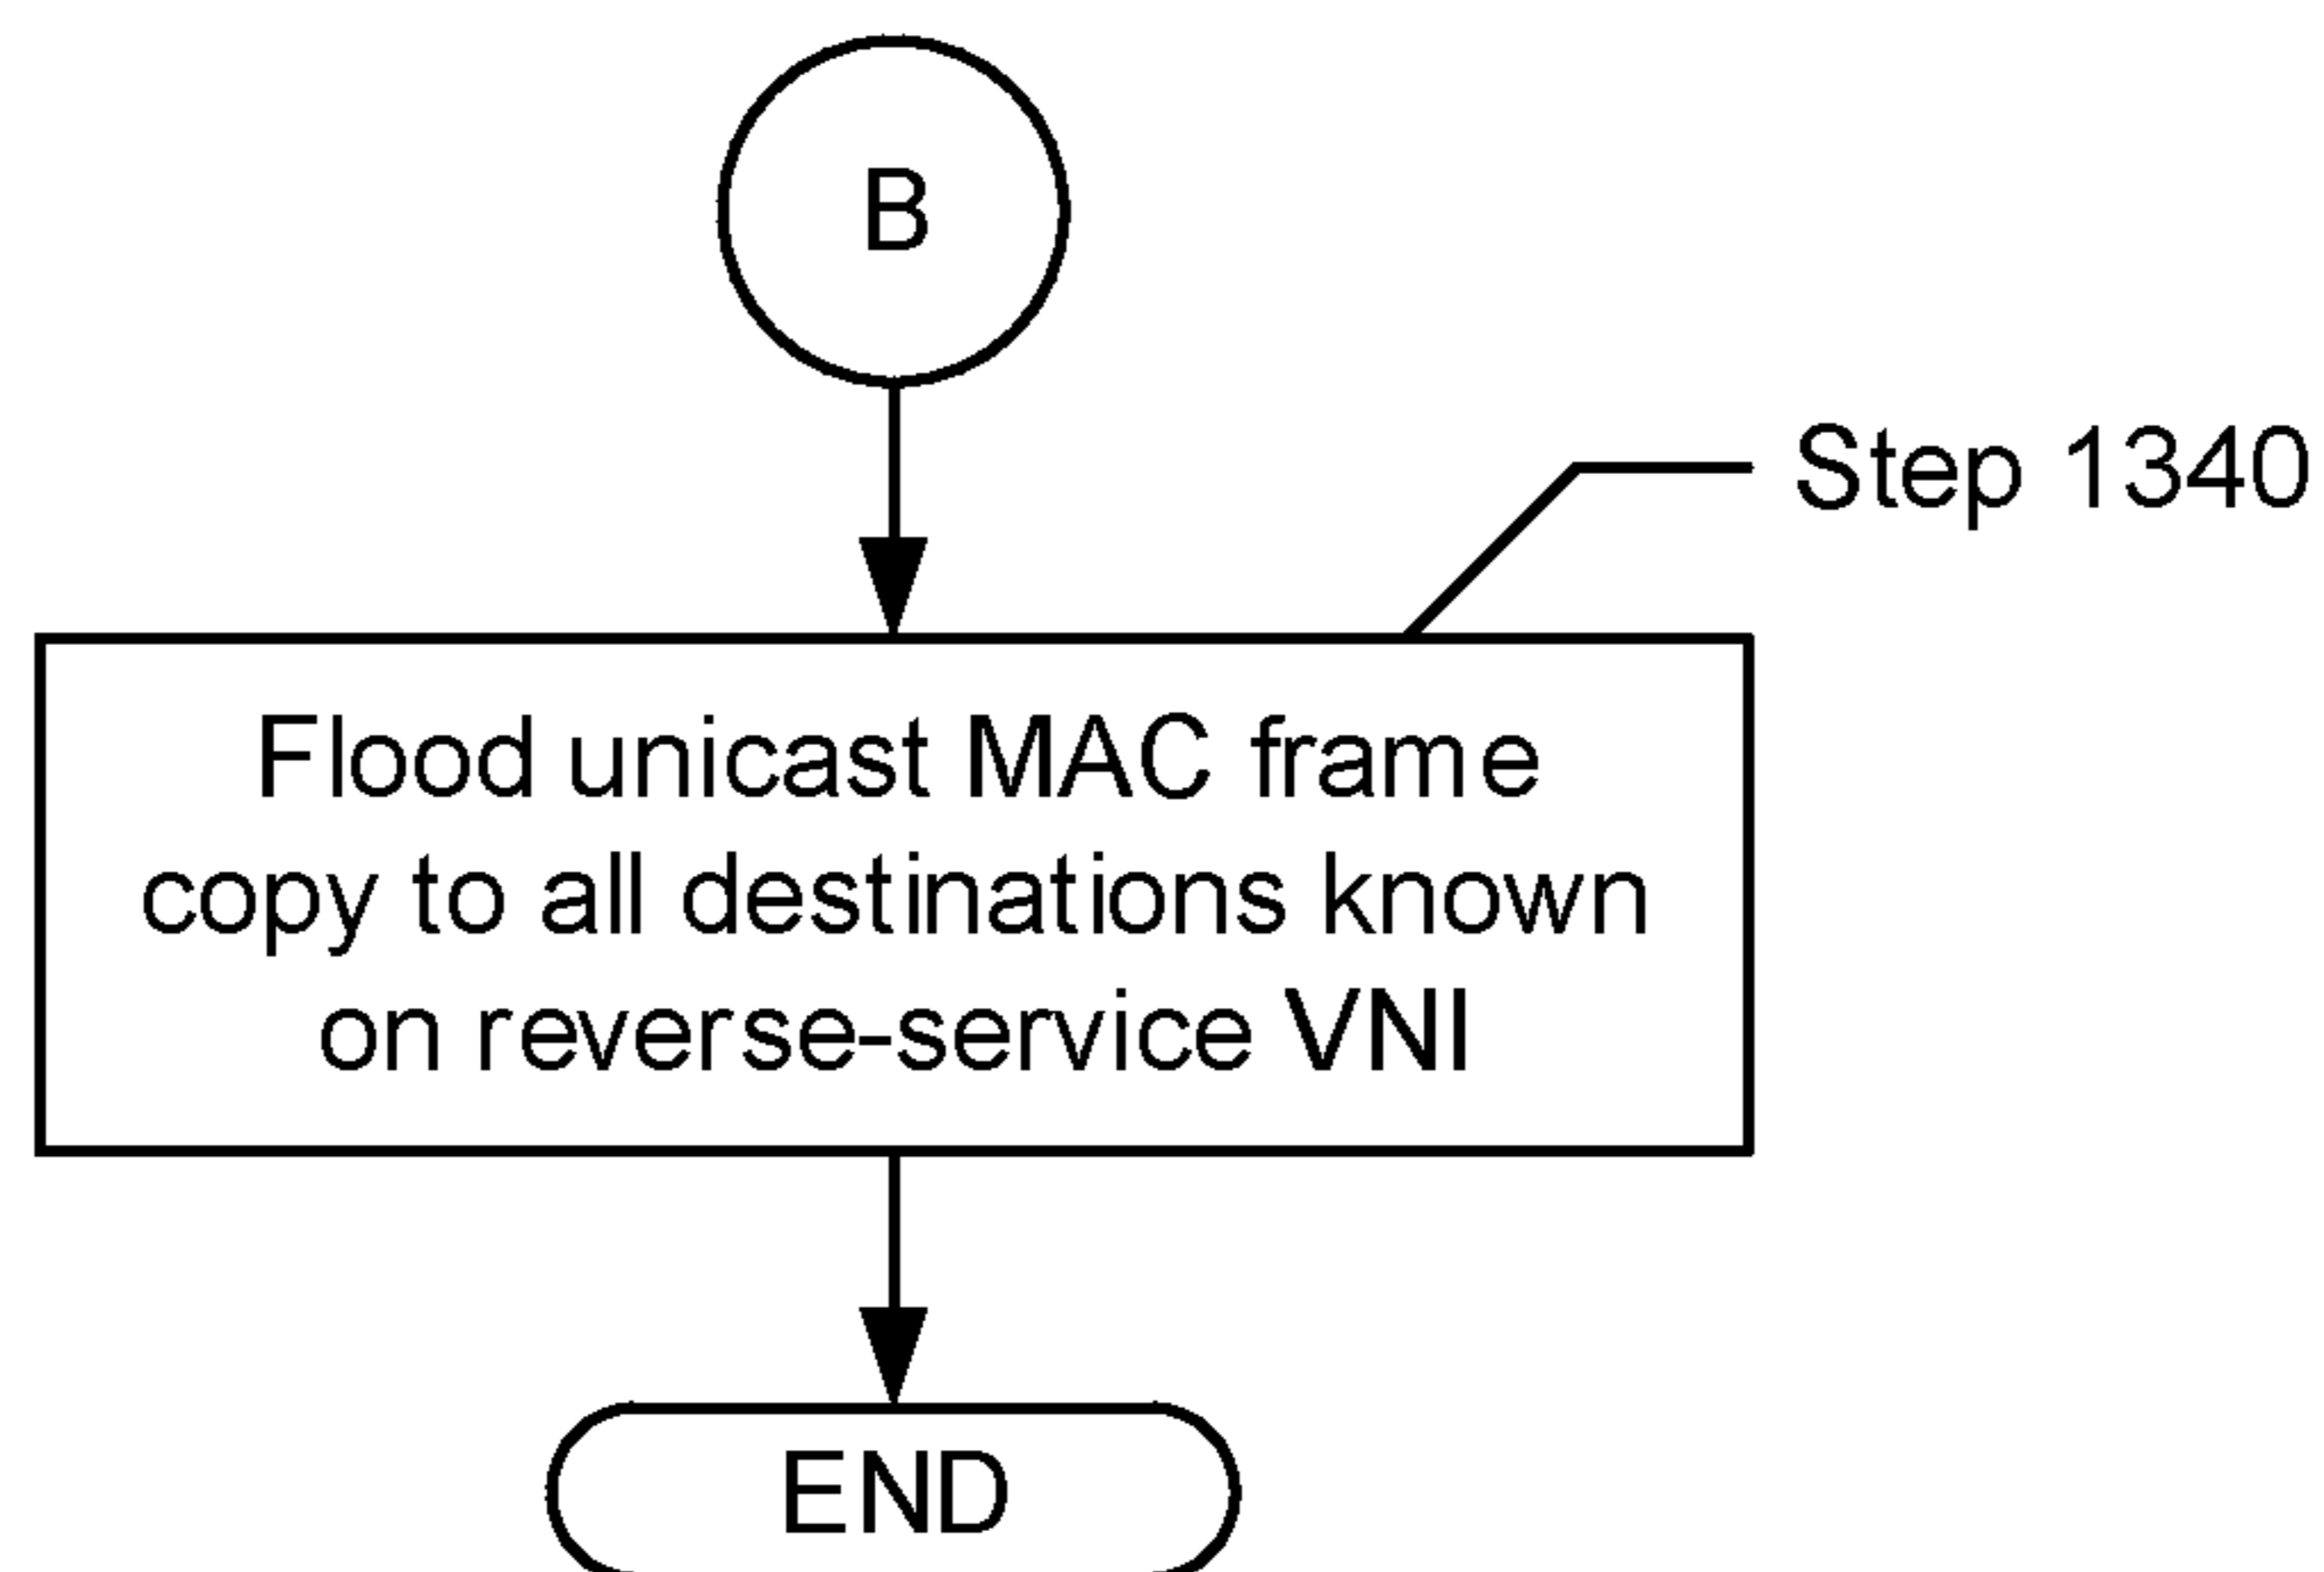 B
Step 1340
Flood unicast MAC frame
copy to all destinations known
on reverse-service VNI
END